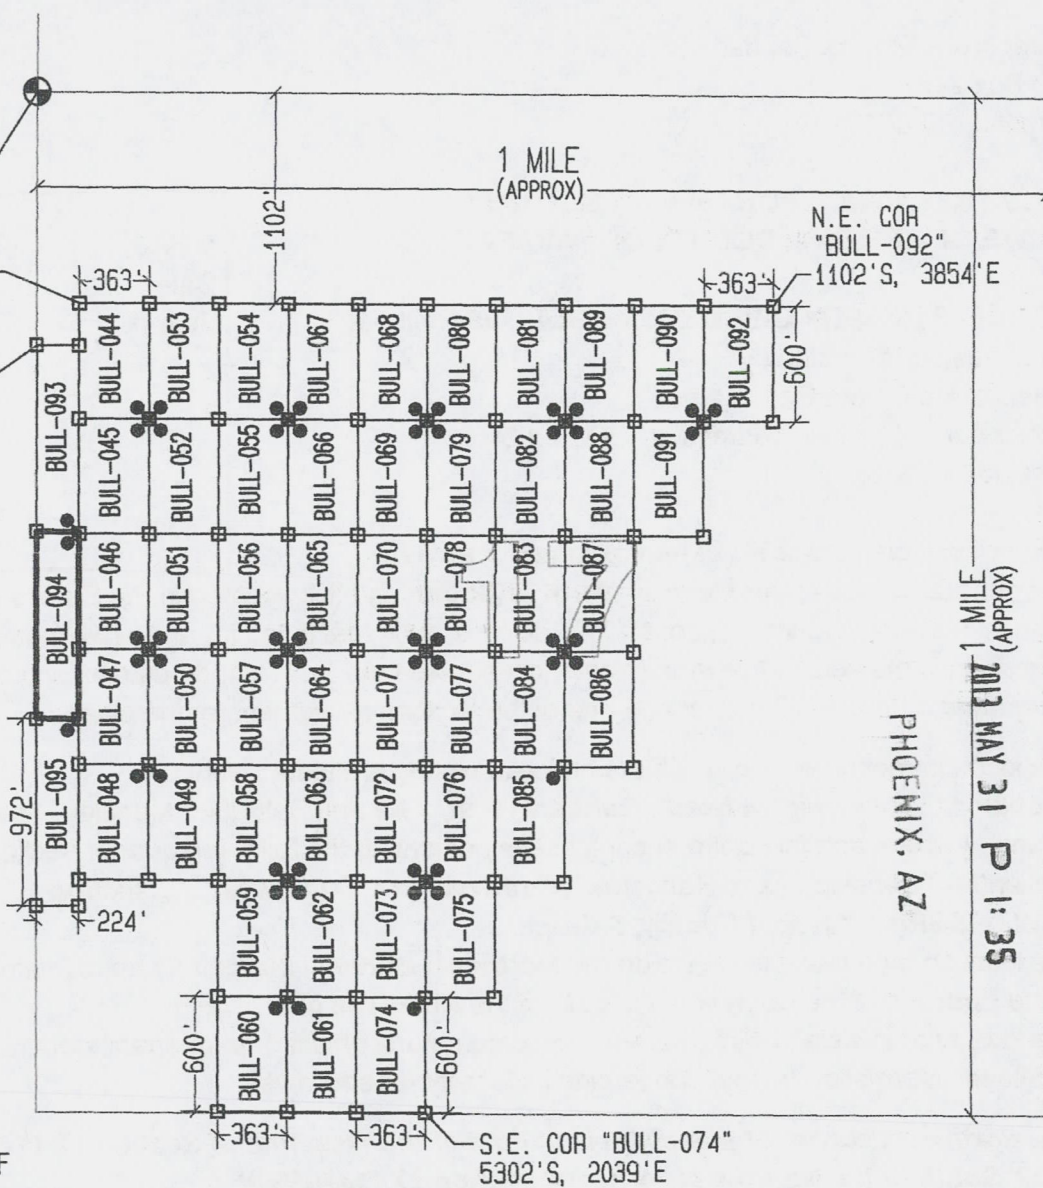 1 MILE
(APPROX)
1102'
N.E. COR
"BULL-092"
1102'S, 3854'E
363'
363'
600'
BULL-044
BULL-053
BULL-054
BULL-067
BULL-068
BULL-080
BULL-081
BULL-089
BULL-090
BULL-092
BULL-093
BULL-045
BULL-052
BULL-055
BULL-066
BULL-069
BULL-079
BULL-082
BULL-088
BULL-091
BULL-094
BULL-046
BULL-051
BULL-056
BULL-065
BULL-070
BULL-078
BULL-083
BULL-087
BULL-047
BULL-050
BULL-057
BULL-064
BULL-071
BULL-077
BULL-084
BULL-086
BULL-095
BULL-048
BULL-049
BULL-058
BULL-063
BULL-072
BULL-076
BULL-085
972'
224'
BULL-059
BULL-062
BULL-073
BULL-075
600'
BULL-060
BULL-061
BULL-074
600'
363'
363'
S.E. COR "BULL-074"
5302'S, 2039'E
1 MILE
(APPROX)
2013 MAY 3 P 1:35
PHOENIX, AZ
F